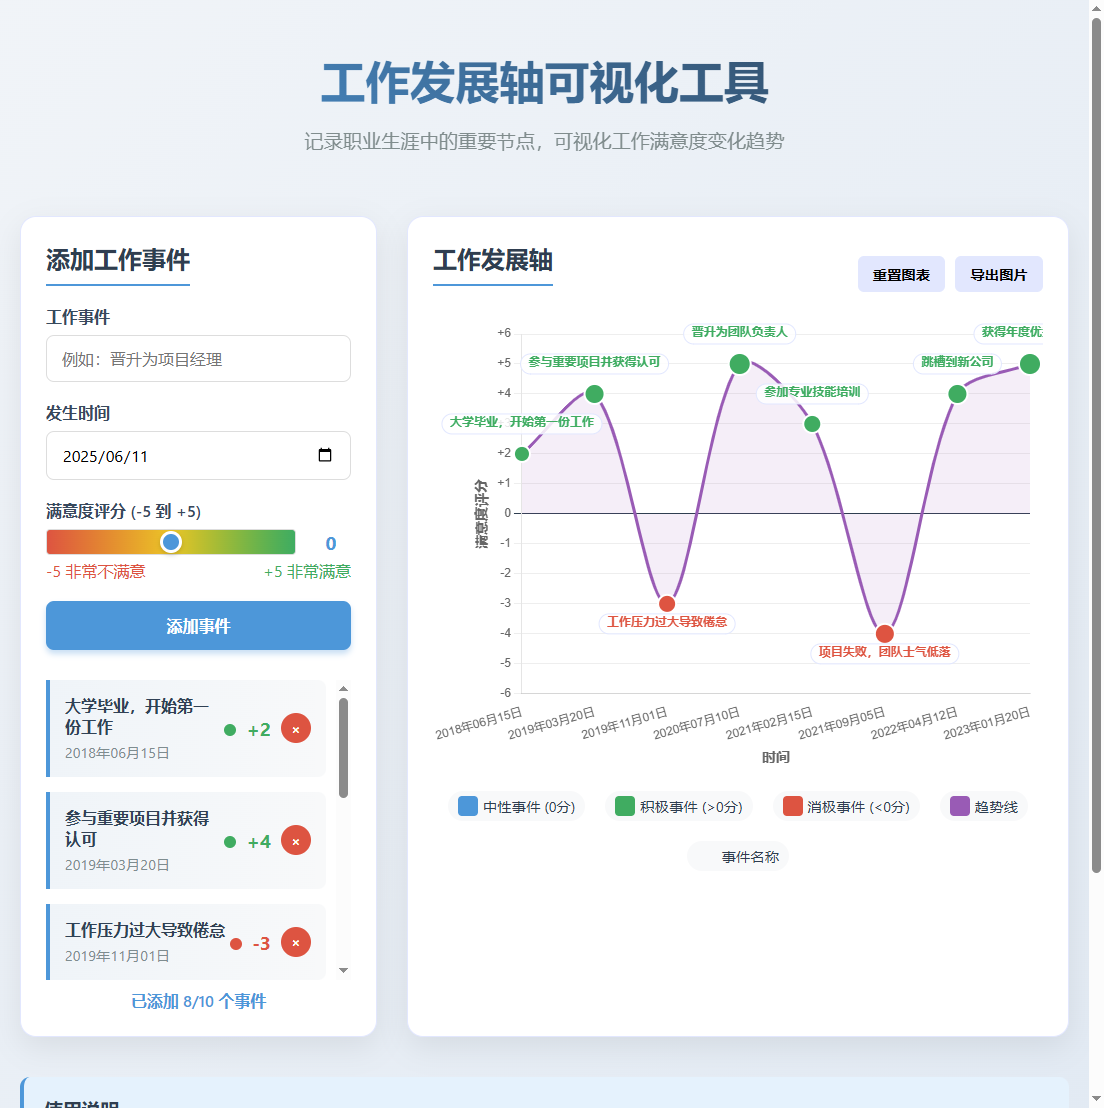 工作发展轴可视化工具
记录职业生涯中的重要节点，可视化工作满意度变化趋势
添加工作事件
工作事件
例如：晋升为项目经理
发生时间
2025/06/11
满意度评分 (-5 到 +5)
0
-5 非常不满意
+5 非常满意
添加事件
大学毕业，开始第一
份工作
2018年06月15日
+2
×
参与重要项目并获得
认可
2019年03月20日
+4
×
工作压力过大导致倦怠
2019年11月01日
-3
×
已添加 8/10 个事件
工作发展轴
重置图表
导出图片
满意度评分
+6
+5
+4
+2
+1
0
-1
-2
-3
-4
-5
-6
大学毕业，开始第一份工作
参与重要项目并获得认可
工作压力过大导致倦怠
晋升为团队负责人
参加专业技能培训
项目失败，团队士气低落
跳槽到新公司
获得年度优
2018年06月15日
2019年03月20日
2019年11月01日
2020年07月10日
2021年02月15日
2021年09月05日
2022年04月12日
2023年01月20日
时间
中性事件 (0分)
积极事件 (>0分)
消极事件 (<0分)
趋势线
事件名称
使用说明